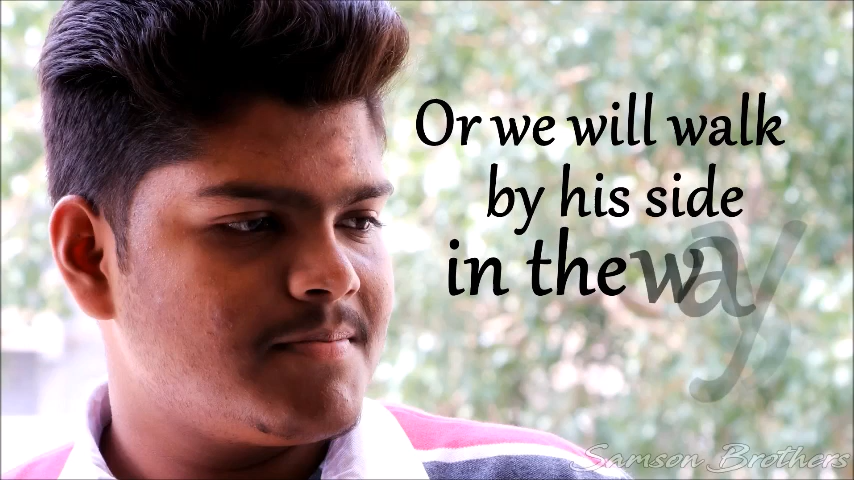 Or we will walk
by his side
in the way
Samson Brothers